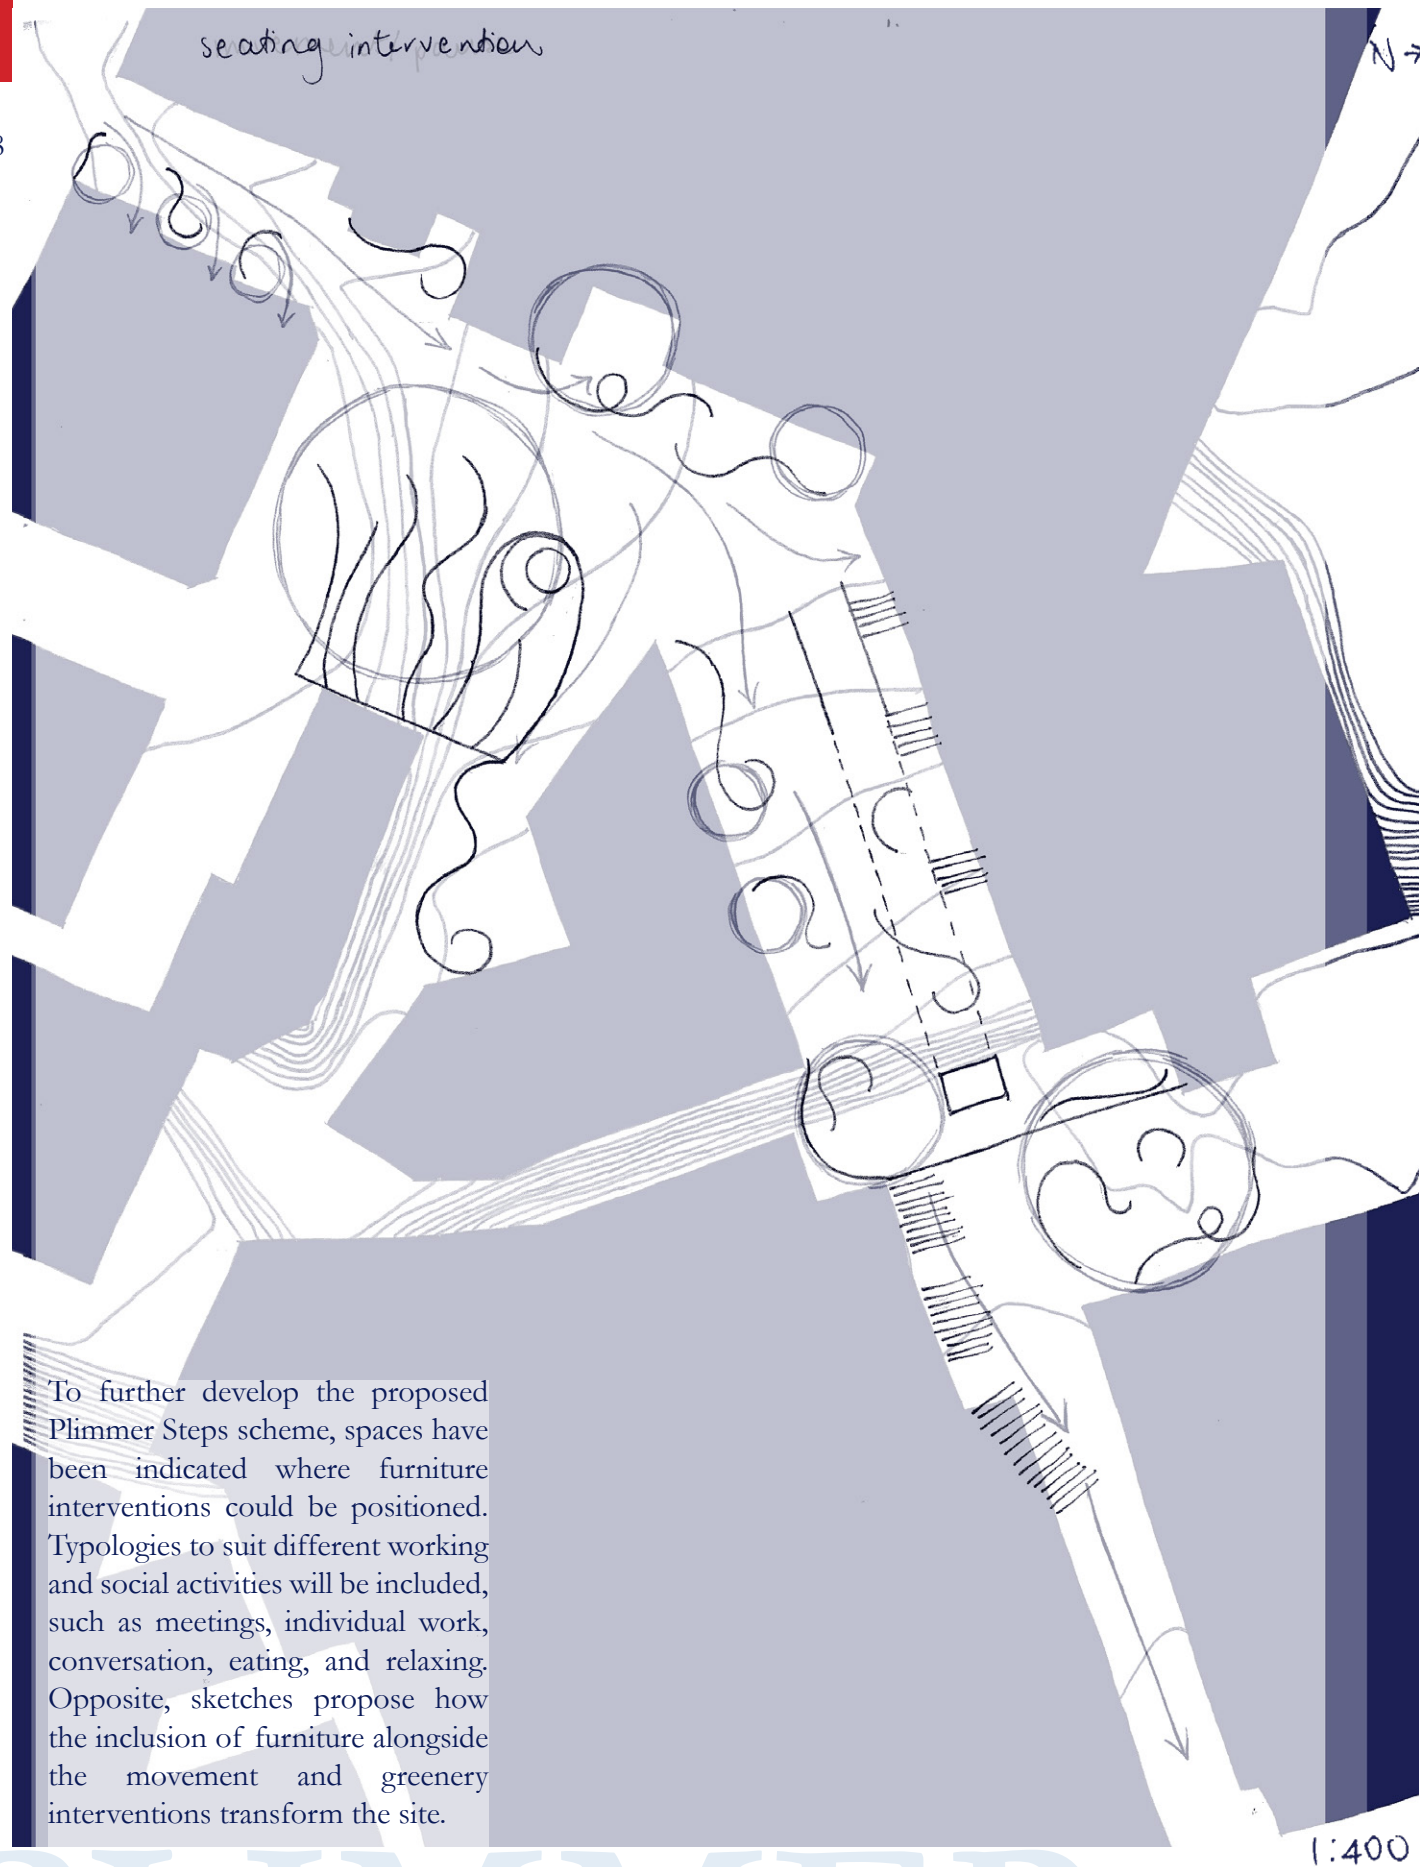 seating intervention
N
8
To further develop the proposed
Plimmer Steps scheme, spaces have
been indicated where furniture
interventions could be positioned.
Typologies to suit different working
and social activities will be included,
such as meetings, individual work,
conversation, eating, and relaxing.
Opposite, sketches propose how
the inclusion of furniture alongside
the movement and greenery
interventions transform the site.
1:400